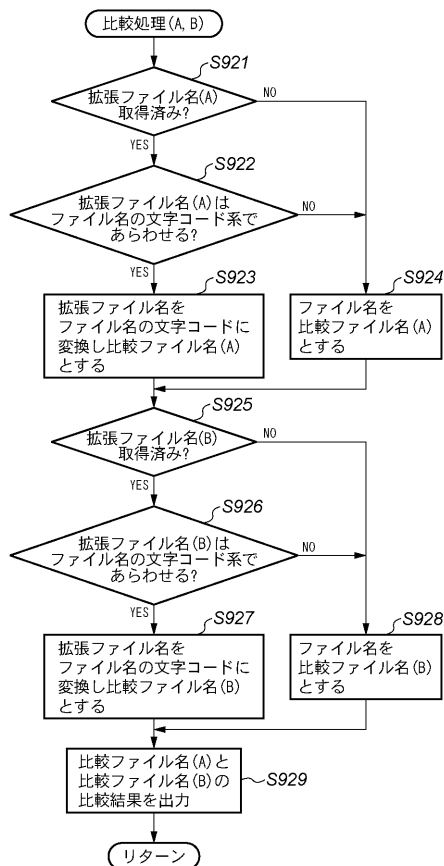 比較処理(A, B)
S921
拡張ファイル名(A)
取得済み?
NO
YES
S922
拡張ファイル名(A)は
ファイル名の文字コード系で
あらわせる?
NO
YES
S923
拡張ファイル名を
ファイル名の文字コードに
変換し比較ファイル名(A)
とする
S924
ファイル名を
比較ファイル名(A)
とする
S925
拡張ファイル名(B)
取得済み?
NO
YES
S926
拡張ファイル名(B)は
ファイル名の文字コード系で
あらわせる?
NO
YES
S927
拡張ファイル名を
ファイル名の文字コードに
変換し比較ファイル名(B)
とする
S928
ファイル名を
比較ファイル名(B)
とする
比較ファイル名(A)と
比較ファイル名(B)の
比較結果を出力
S929
リターン